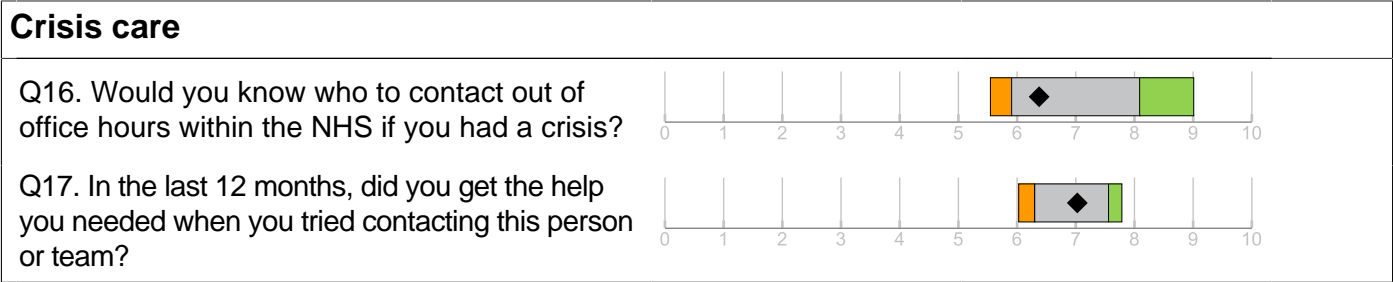 Crisis care
Q16. Would you know who to contact out of
office hours within the NHS if you had a crisis?
0 1 2 3 4 5 6 7 8 9 10
Q17. In the last 12 months, did you get the help
you needed when you tried contacting this person
or team?
0 1 2 3 4 5 6 7 8 9 10